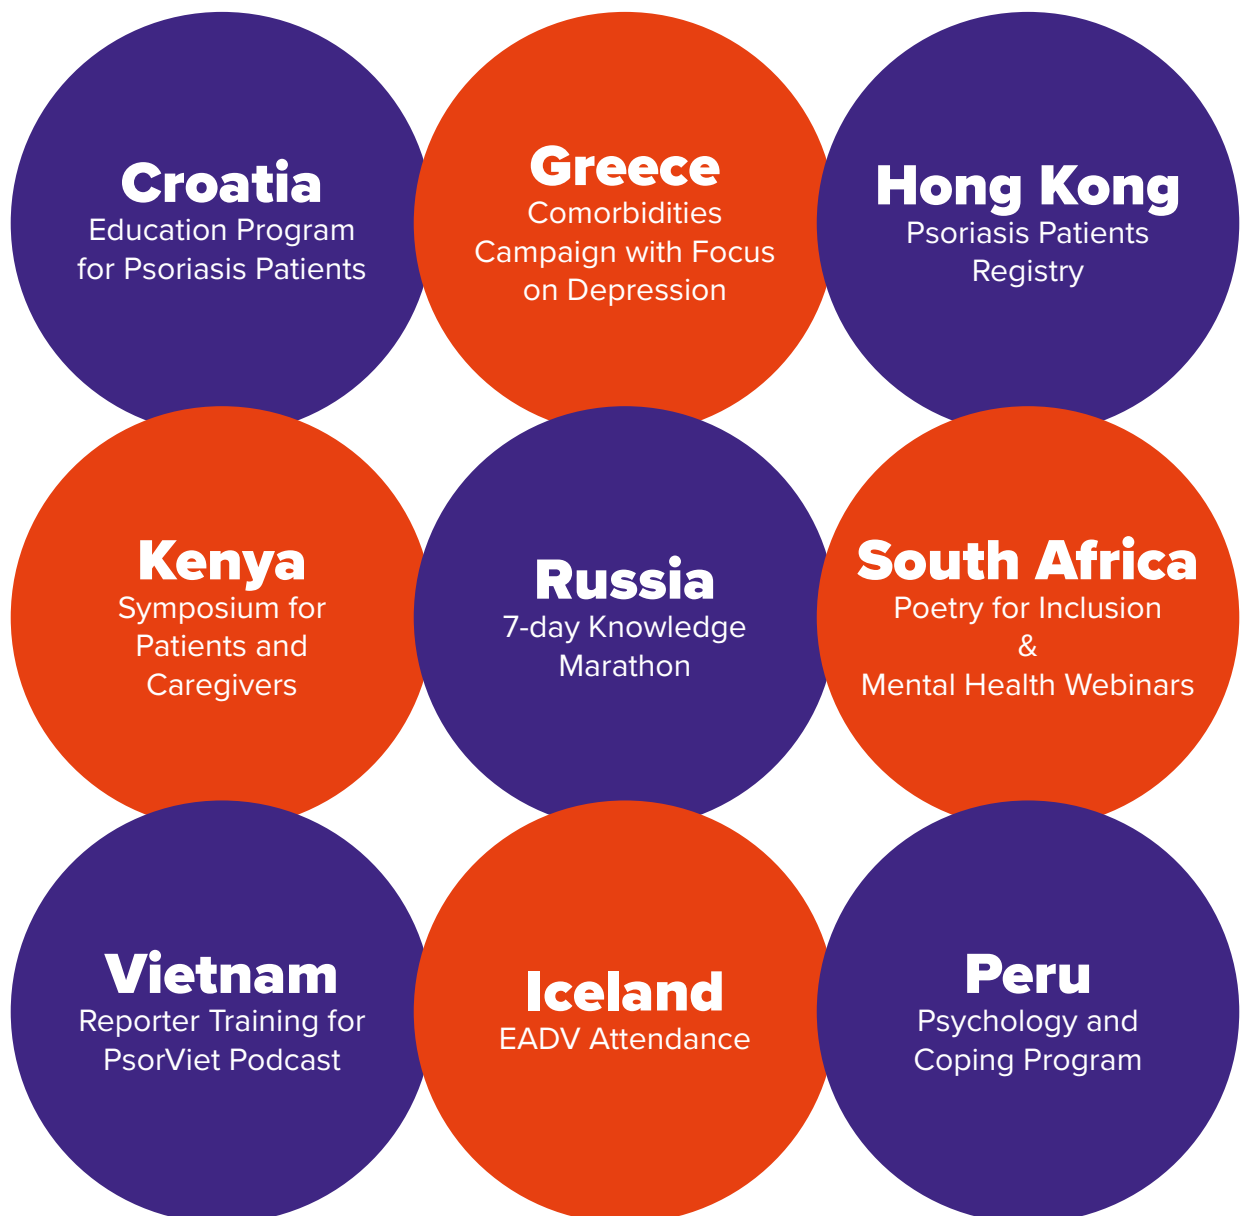 Croatia
Education Program
for Psoriasis Patients
Greece
Comorbidities
Campaign with Focus
on Depression
Hong Kong
Psoriasis Patients
Registry
Kenya
Symposium for
Patients and
Caregivers
Russia
7-day Knowledge
Marathon
South Africa
Poetry for Inclusion
&
Mental Health Webinars
Vietnam
Reporter Training for
PsorViet Podcast
Iceland
EADV Attendance
Peru
Psychology and
Coping Program